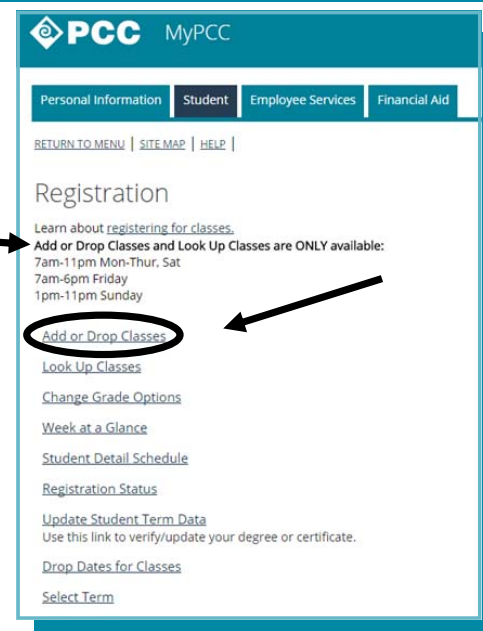 PCC MyPCC
Personal Information Student Employee Services Financial Aid
RETURN TO MENU | SITE MAP | HELP |
Registration
Learn about registering for classes.
Add or Drop Classes and Look Up Classes are ONLY available:
7am-11pm Mon-Thur, Sat
7am-6pm Friday
1pm-11pm Sunday
Add or Drop Classes
Look Up Classes
Change Grade Options
Week at a Glance
Student Detail Schedule
Registration Status
Update Student Term Data
Use this link to verify/update your degree or certificate.
Drop Dates for Classes
Select Term